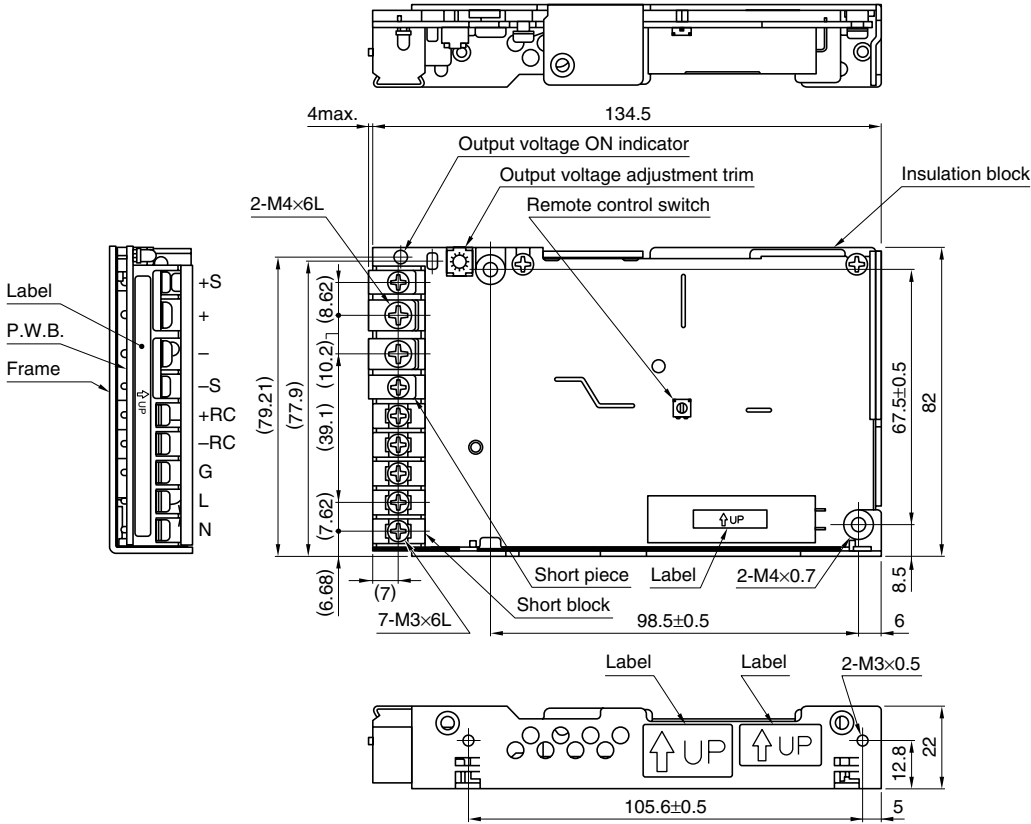 4max.
134.5
Output voltage ON indicator
Output voltage adjustment trim
Insulation block
2-M4×6L
Remote control switch
Label
P.W.B.
Frame
UP
+S
+
–
–S
+RC
–RC
G
L
N
(79.21)
(77.9)
(8.62)
(10.2)
(39.1)
(7.62)
(6.68)
(7)
67.5±0.5
82
8.5
UP
Short piece
Label
2-M4×0.7
Short block
7-M3×6L
98.5±0.5
6
Label
Label
2-M3×0.5
UP
UP
12.8
22
105.6±0.5
5